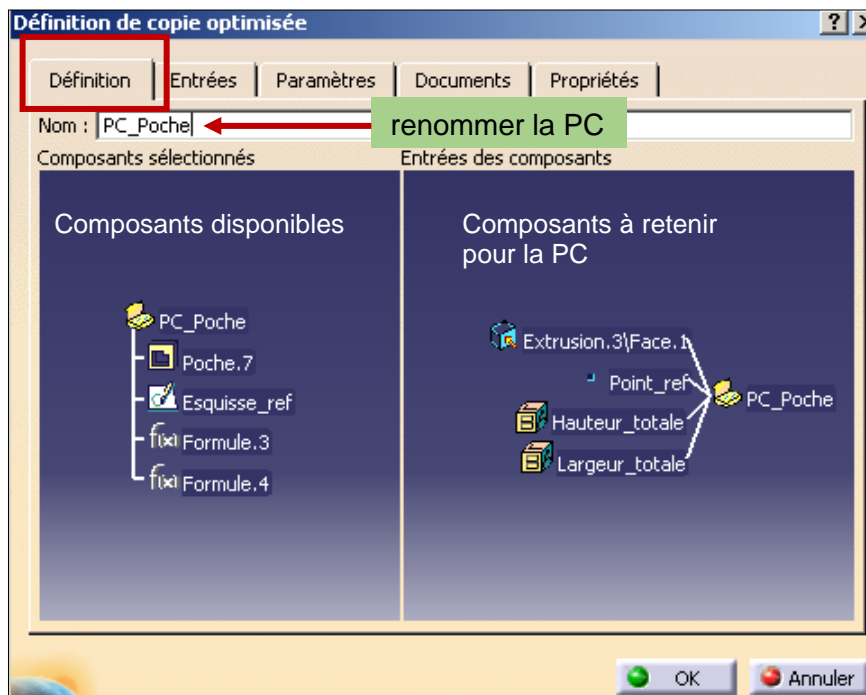 Définition de copie optimisée
Définition Entrées Paramètres Documents Propriétés
Nom : PC_Poche renommer la PC
Composants sélectionnés Entrées des composants
Composants disponibles
Composants à retenir
pour la PC
PC_Poche
Poche.7
Esquisse_ref
f(x) Formule.3
f(x) Formule.4
Extrusion.3\Face.1
Point_ref
Hauteur_totale
Largeur_totale
PC_Poche
OK Annuler